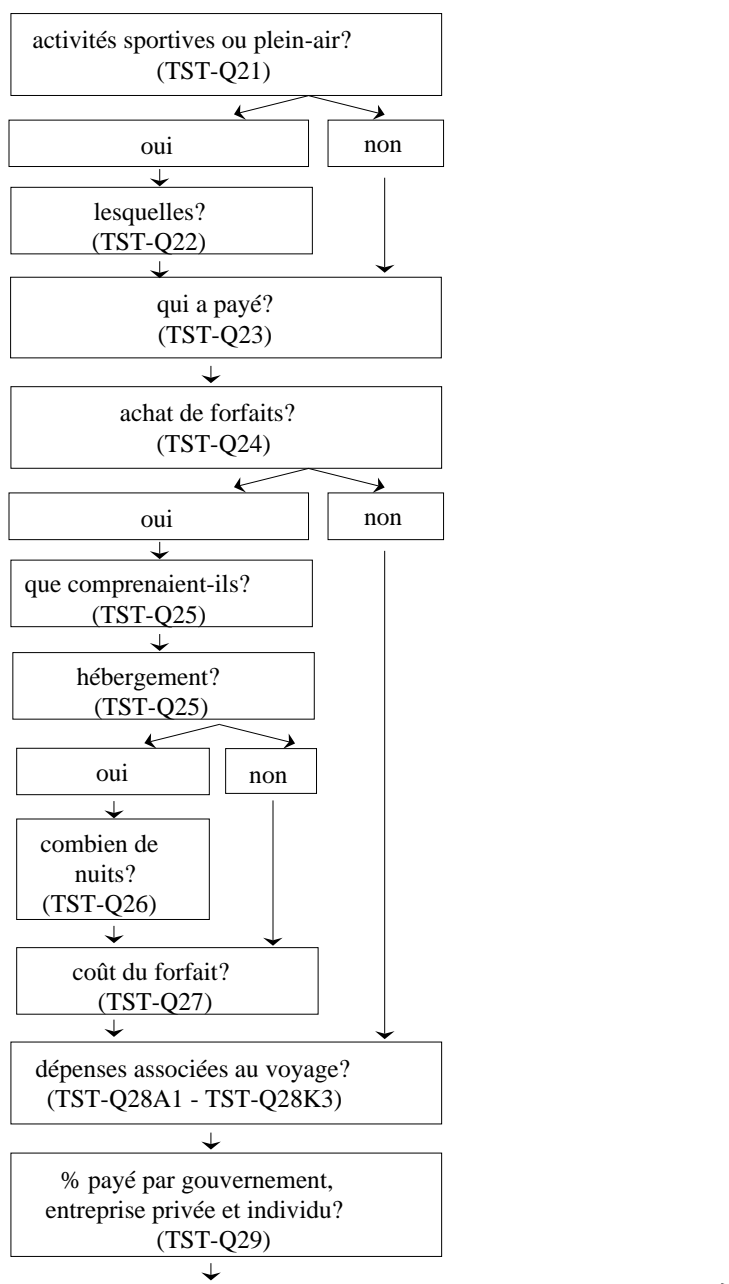 activités sportives ou plein-air?
(TST-Q21)
oui
non
lesquelles?
(TST-Q22)
qui a payé?
(TST-Q23)
achat de forfaits?
(TST-Q24)
oui
non
que comprenaient-ils?
(TST-Q25)
hébergement?
(TST-Q25)
oui
non
combien de
nuits?
(TST-Q26)
coût du forfait?
(TST-Q27)
dépenses associées au voyage?
(TST-Q28A1 - TST-Q28K3)
% payé par gouvernement,
entreprise privée et individu?
(TST-Q29)